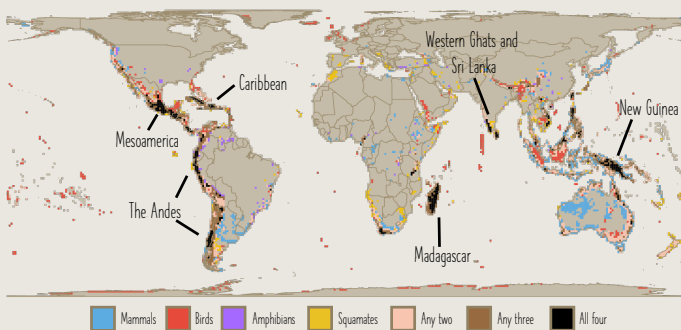 Western Ghats and
Sri Lanka
Caribbean
New Guinea
Mesoamerica
The Andes
Madagascar
Mammals Birds Amphibians Squamates Any two Any three All four